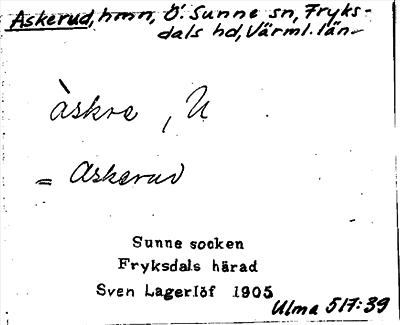 Askerud, hmn, Ö. Sunne sn, Fryks-
dals hd, Värml. län
àskre, U
= Askerud
Sunne socken
Fryksdals härad
Sven Lagerlöf 1905
Ulma 517:39